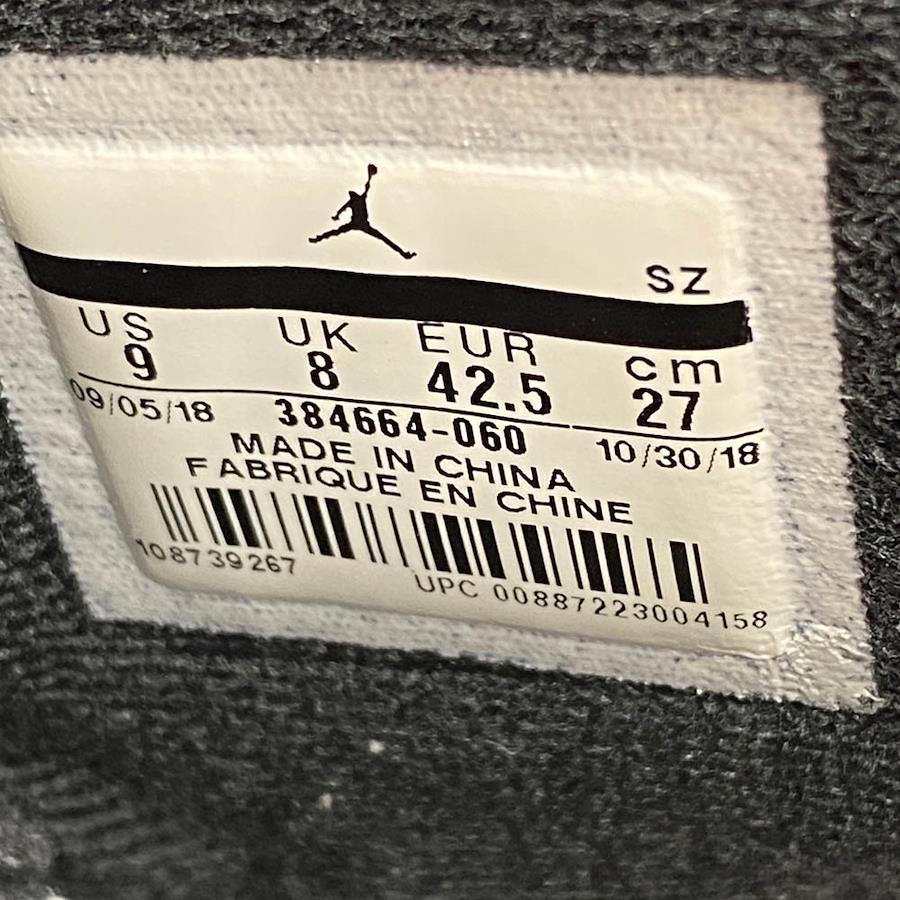 SZ
US UK EUR cm
9 8 42.5 27
09/05/18 384664-060 10/30/18
MADE IN CHINA
FABRIQUE EN CHINE
108739267 UPC 00887223004158